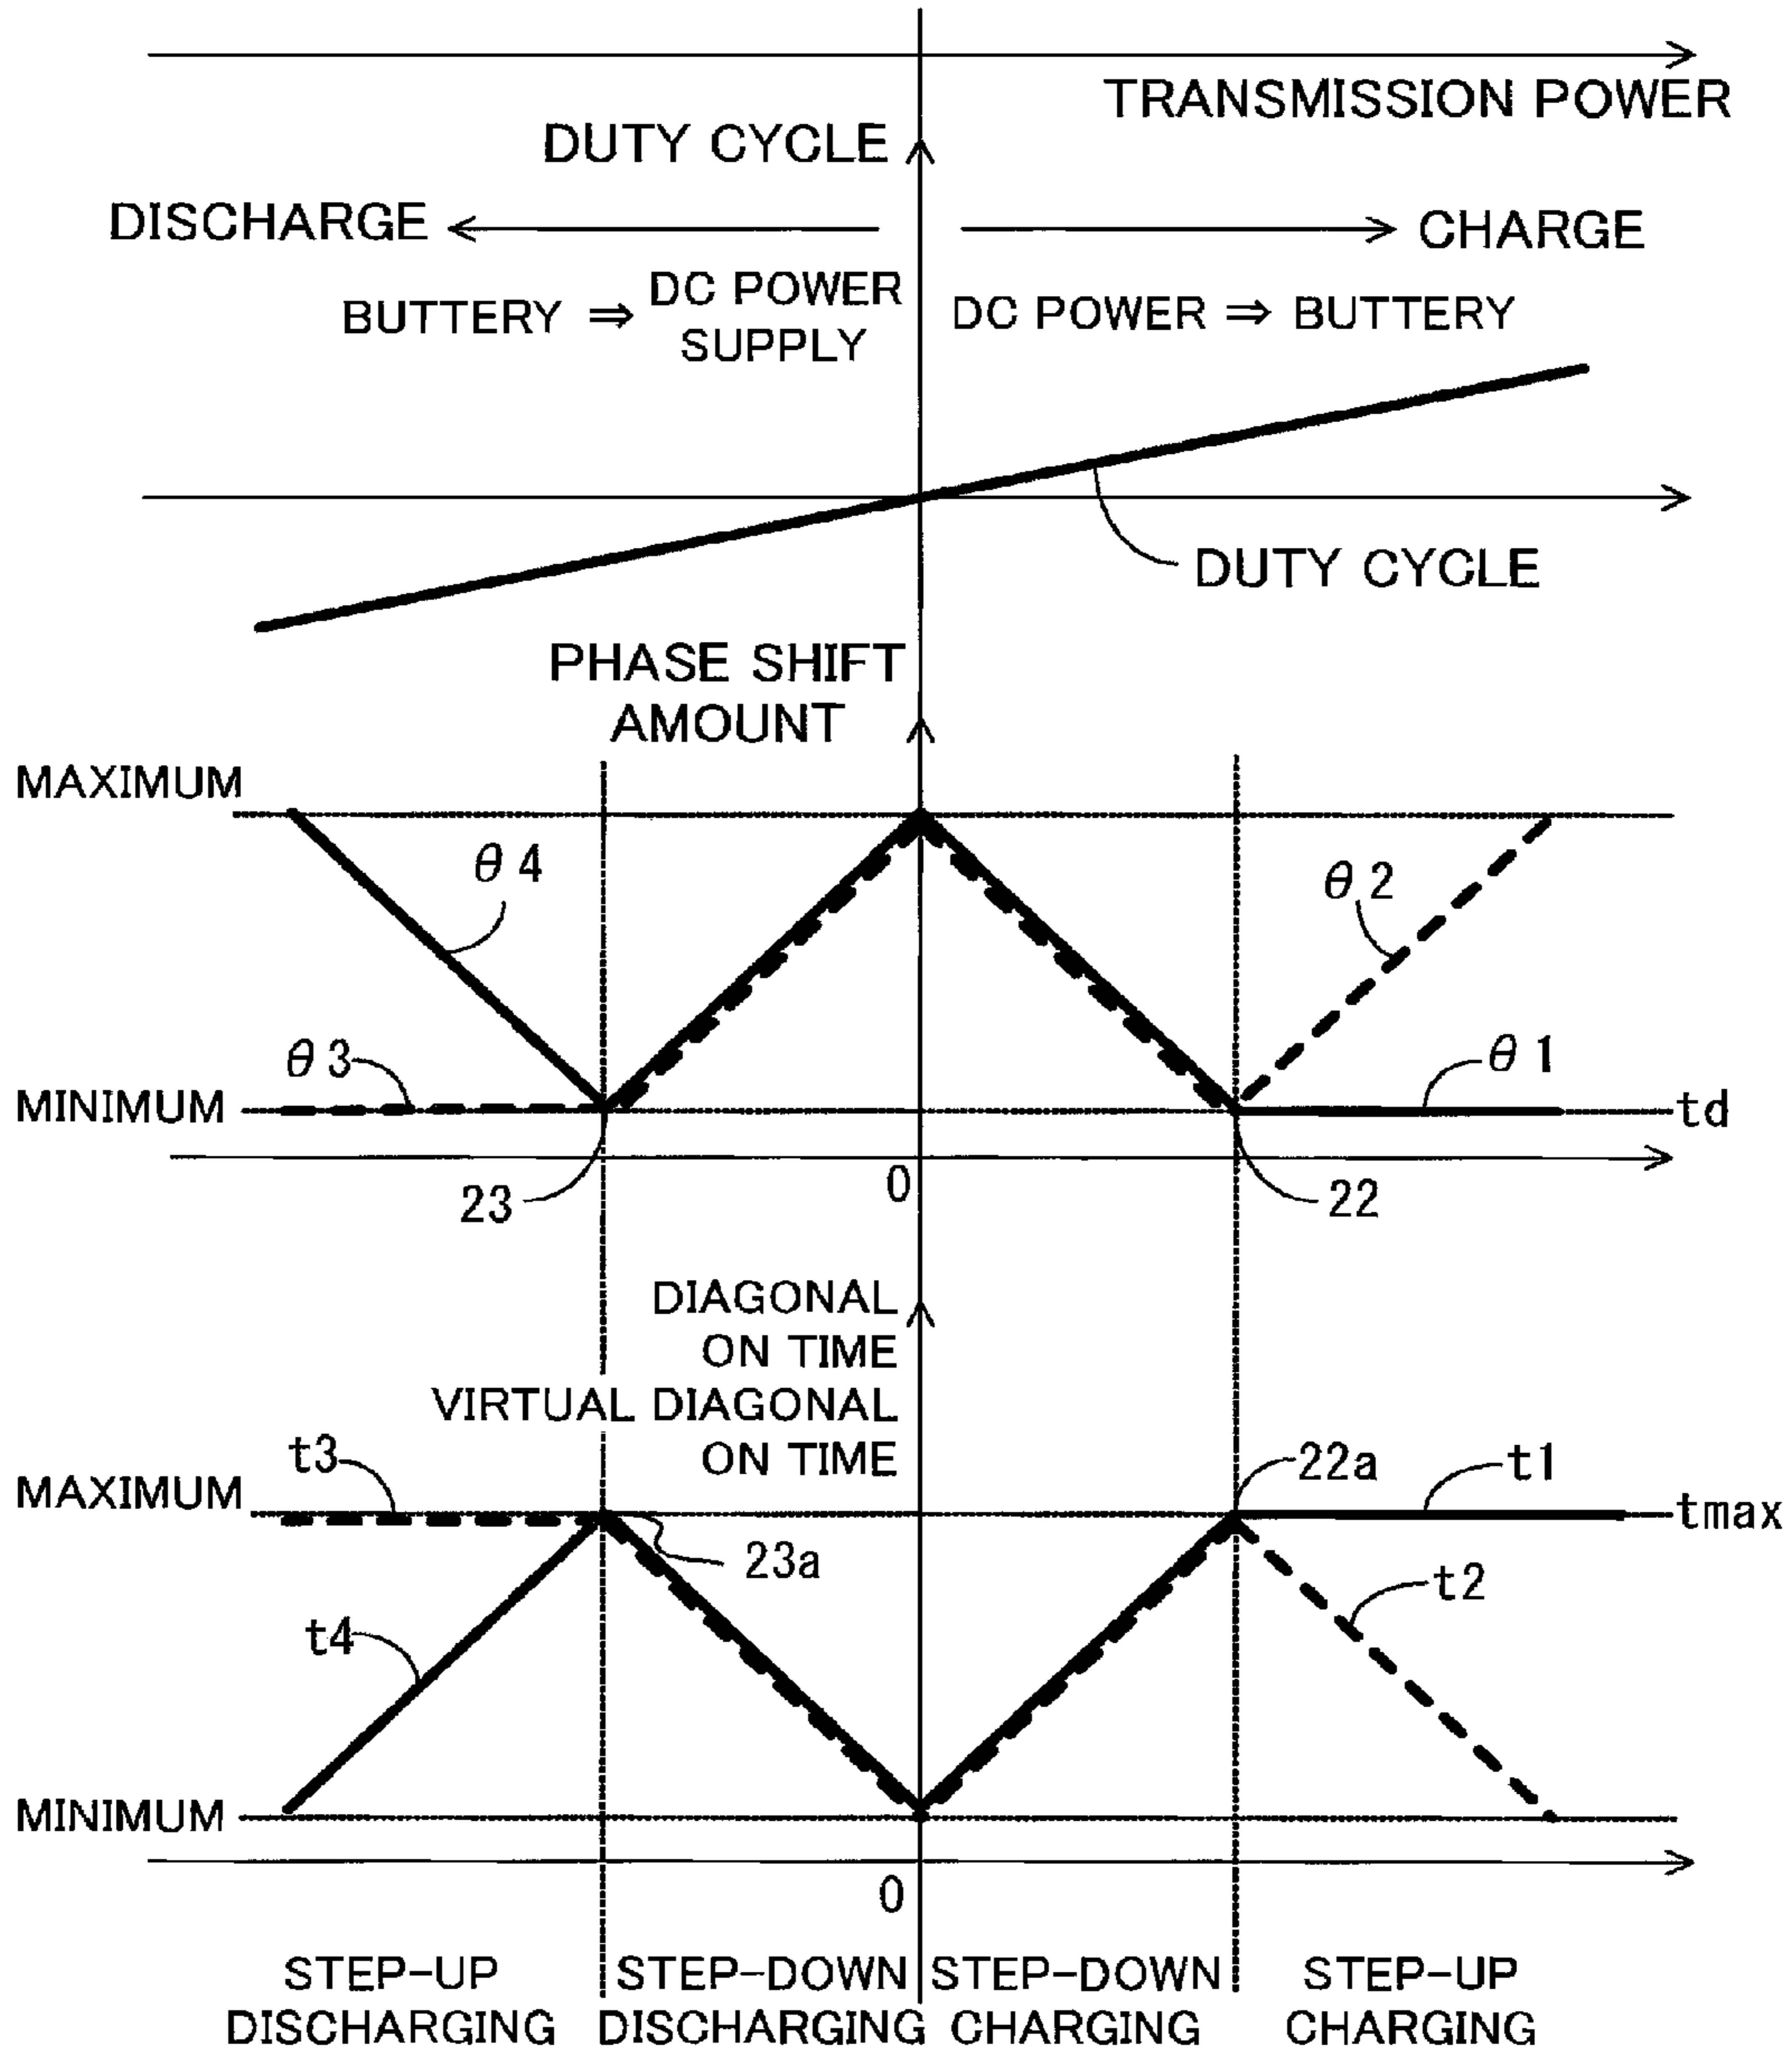 TRANSMISSION POWER
DUTY CYCLE
DISCHARGE
CHARGE
BUTTERY ⇒ DC POWER
SUPPLY
DC POWER ⇒ BUTTERY
DUTY CYCLE
PHASE SHIFT
AMOUNT
MAXIMUM
θ4
θ2
θ3
θ1
MINIMUM
td
23
0
22
DIAGONAL
ON TIME
VIRTUAL DIAGONAL
ON TIME
t3
22a
t1
MAXIMUM
tmax
23a
t2
t4
MINIMUM
0
STEP-UP
DISCHARGING
STEP-DOWN
DISCHARGING
STEP-DOWN
CHARGING
STEP-UP
CHARGING